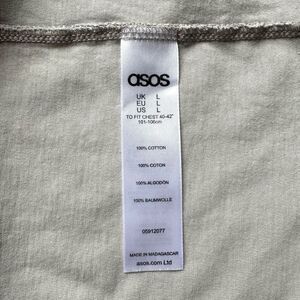 asos
UK L
EU L
US L
TO FIT CHEST 40-42"
101-106cm
100% COTTON
100% COTON
100% ALGODÓN
100% BAUMWOLLE
05912077
MADE IN MADAGASCAR
asos.com Ltd